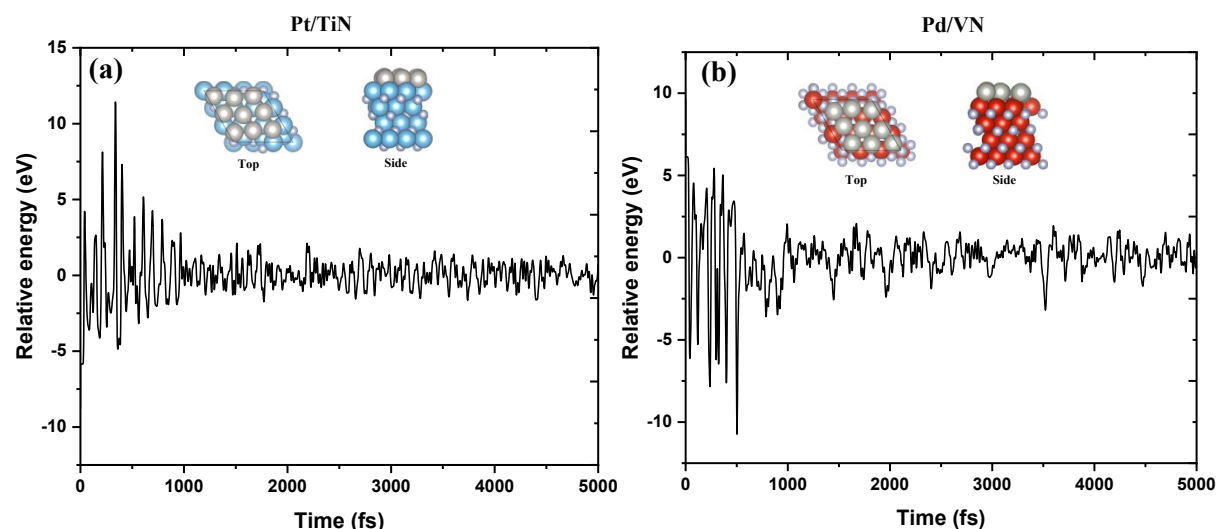 Pt/TiN
(a)
Top
Side
Relative energy (eV)
15
10
5
0
-5
-10
0
1000
2000
3000
4000
5000
Time (fs)
Pd/VN
(b)
Top
Side
Relative energy (eV)
10
5
0
-5
-10
0
1000
2000
3000
4000
5000
Time (fs)